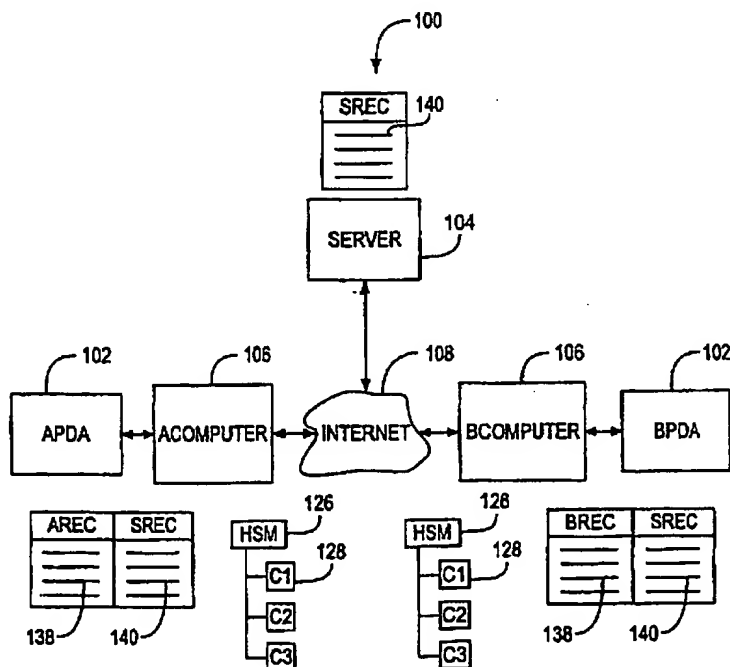 100
SREC
140
SERVER
104
102
106
108
106
102
APDA
ACOMPUTER
INTERNET
BCOMPUTER
BPDA
AREC
SREC
HSM
126
HSM
126
BREC
SREC
C1
128
C1
128
138
140
C2
C2
138
140
C3
C3